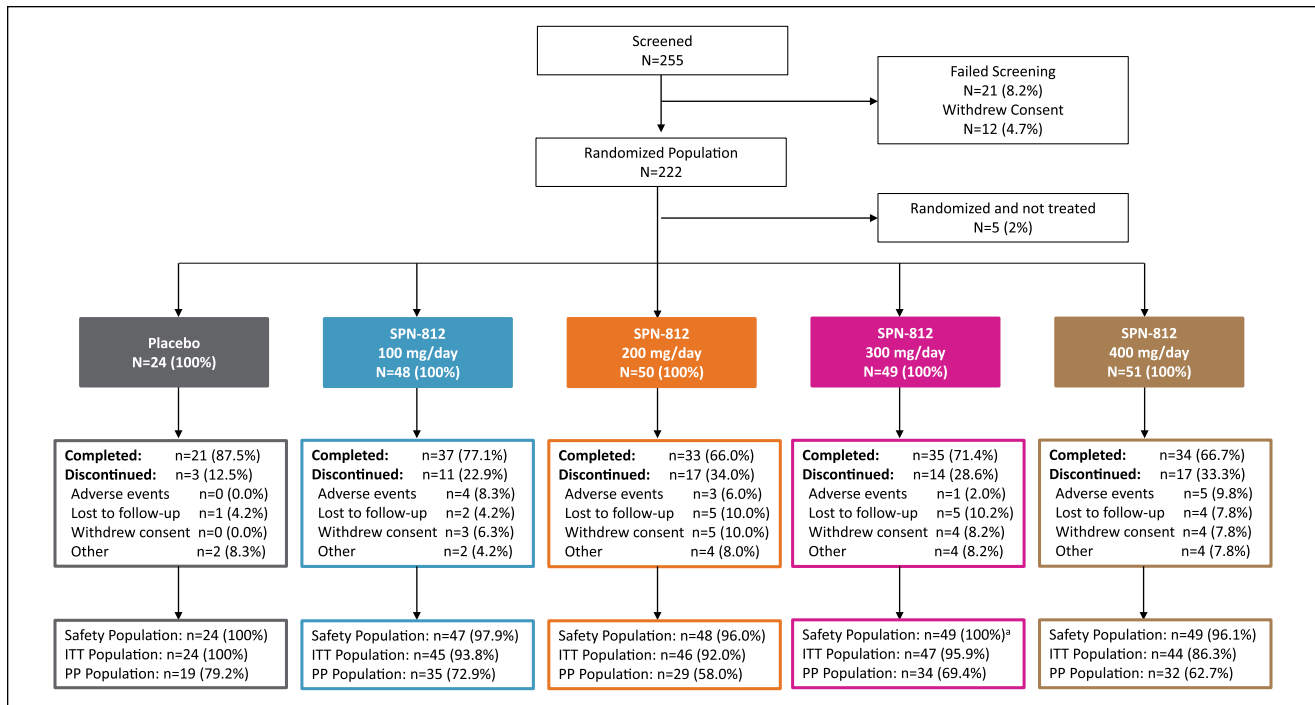 Screened
N=255
Failed Screening
N=21 (8.2%)
Withdrew Consent
N=12 (4.7%)
Randomized Population
N=222
Randomized and not treated
N=5 (2%)
Placebo
N=24 (100%)
SPN-812
100 mg/day
N=48 (100%)
SPN-812
200 mg/day
N=50 (100%)
SPN-812
300 mg/day
N=49 (100%)
SPN-812
400 mg/day
N=51 (100%)
Completed: n=21 (87.5%)
Discontinued: n=3 (12.5%)
Adverse events n=0 (0.0%)
Lost to follow-up n=1 (4.2%)
Withdrew consent n=0 (0.0%)
Other n=2 (8.3%)
Completed: n=37 (77.1%)
Discontinued: n=11 (22.9%)
Adverse events n=4 (8.3%)
Lost to follow-up n=2 (4.2%)
Withdrew consent n=3 (6.3%)
Other n=2 (4.2%)
Completed: n=33 (66.0%)
Discontinued: n=17 (34.0%)
Adverse events n=3 (6.0%)
Lost to follow-up n=5 (10.0%)
Withdrew consent n=5 (10.0%)
Other n=4 (8.0%)
Completed: n=35 (71.4%)
Discontinued: n=14 (28.6%)
Adverse events n=1 (2.0%)
Lost to follow-up n=5 (10.2%)
Withdrew consent n=4 (8.2%)
Other n=4 (8.2%)
Completed: n=34 (66.7%)
Discontinued: n=17 (33.3%)
Adverse events n=5 (9.8%)
Lost to follow-up n=4 (7.8%)
Withdrew consent n=4 (7.8%)
Other n=4 (7.8%)
Safety Population: n=24 (100%)
ITT Population: n=24 (100%)
PP Population: n=19 (79.2%)
Safety Population: n=47 (97.9%)
ITT Population: n=45 (93.8%)
PP Population: n=35 (72.9%)
Safety Population: n=48 (96.0%)
ITT Population: n=46 (92.0%)
PP Population: n=29 (58.0%)
Safety Population: n=49 (100%)ᵃ
ITT Population: n=47 (95.9%)
PP Population: n=34 (69.4%)
Safety Population: n=49 (96.1%)
ITT Population: n=44 (86.3%)
PP Population: n=32 (62.7%)